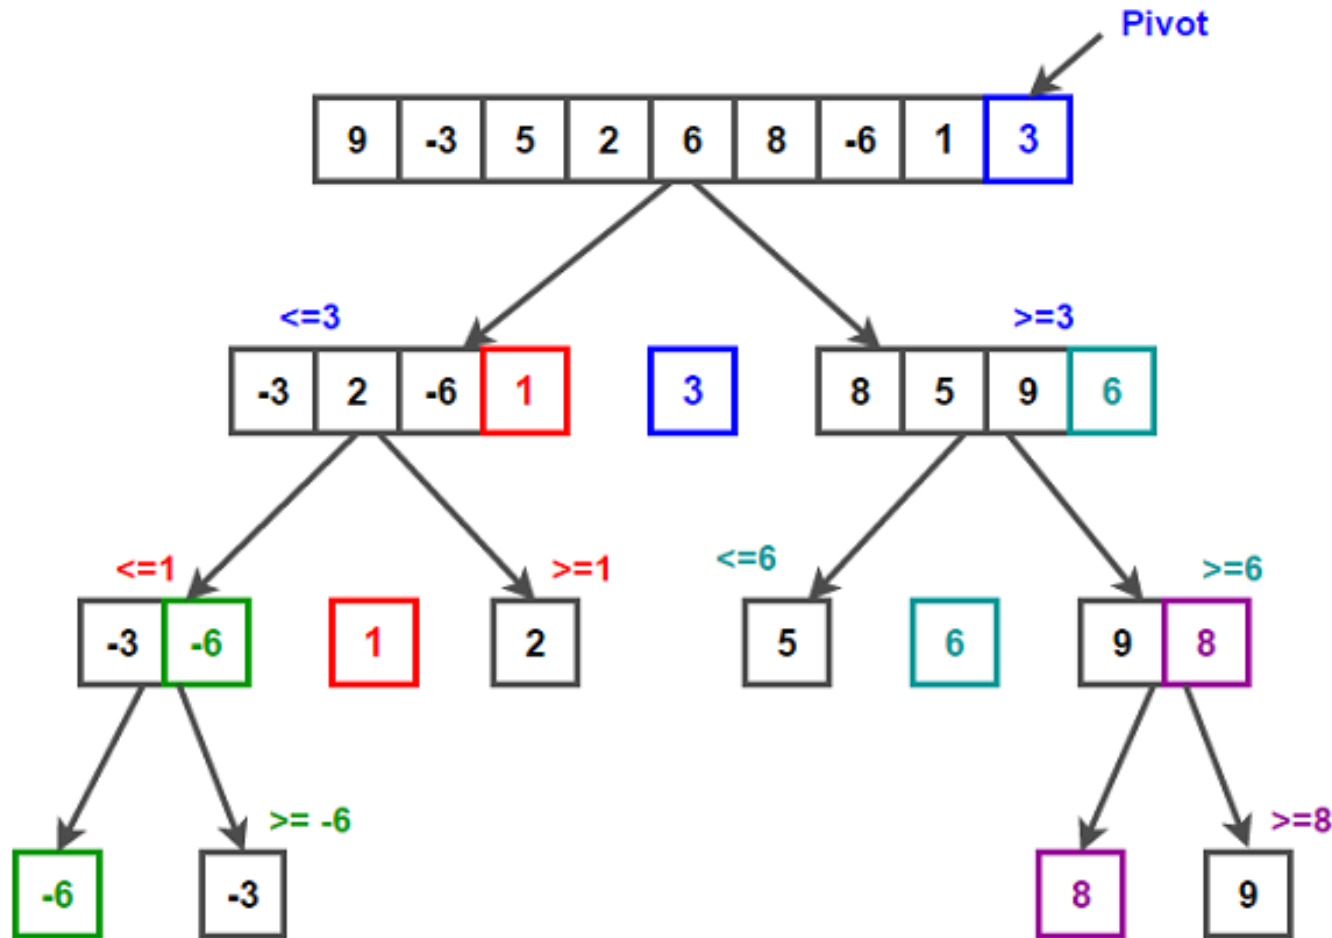 Pivot
9 -3 5 2 6 8 -6 1 3
<=3 >=3
-3 2 -6 1 3 8 5 9 6
<=1 >=1 <=6 >=6
-3 -6 1 2 5 6 9 8
>= -6 >=8
-6 -3 8 9